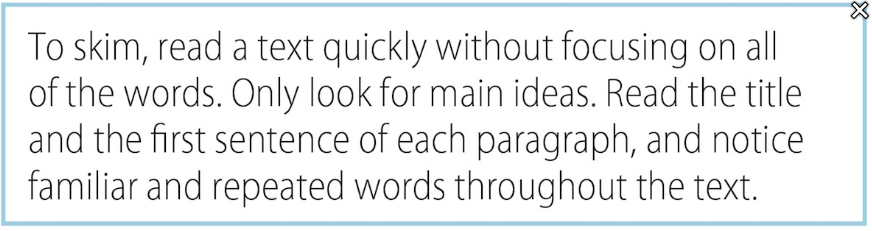 To skim, read a text quickly without focusing on all
of the words. Only look for main ideas. Read the title
and the first sentence of each paragraph, and notice
familiar and repeated words throughout the text.